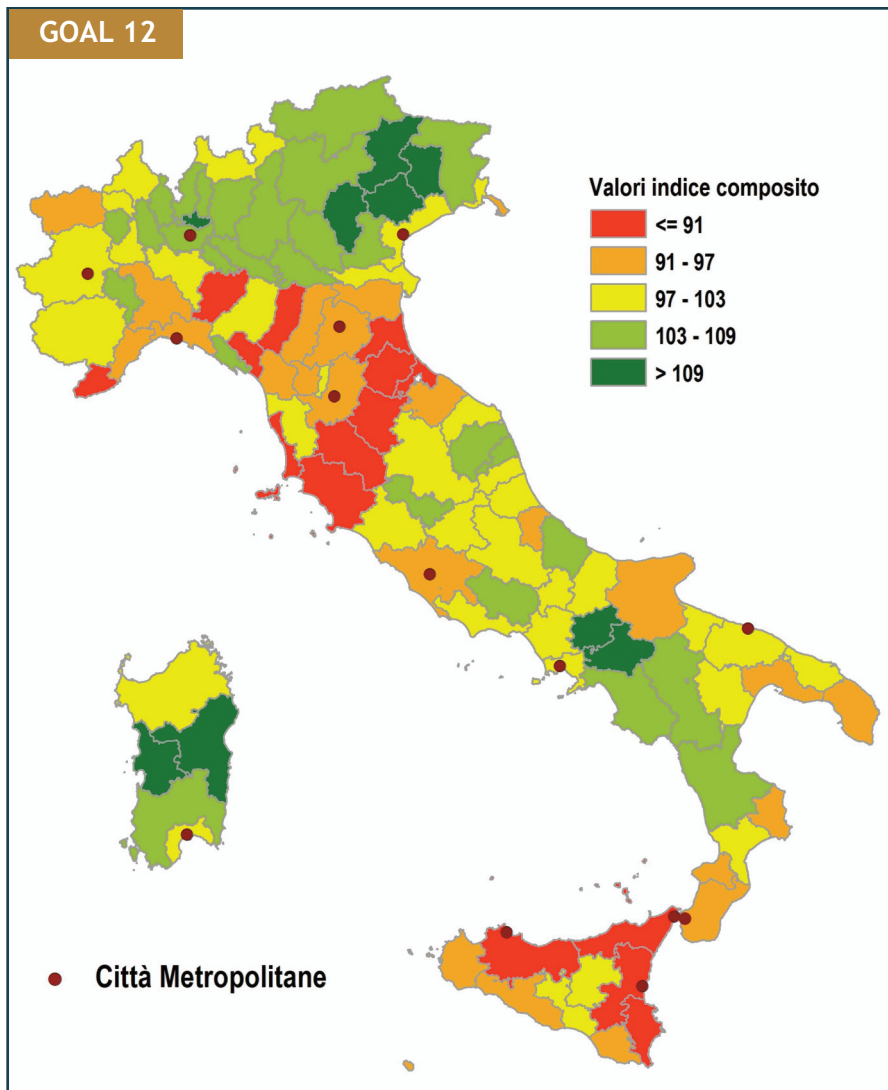 GOAL 12
Valori indice composito
<= 91
91 - 97
97 - 103
103 - 109
> 109
Città Metropolitane